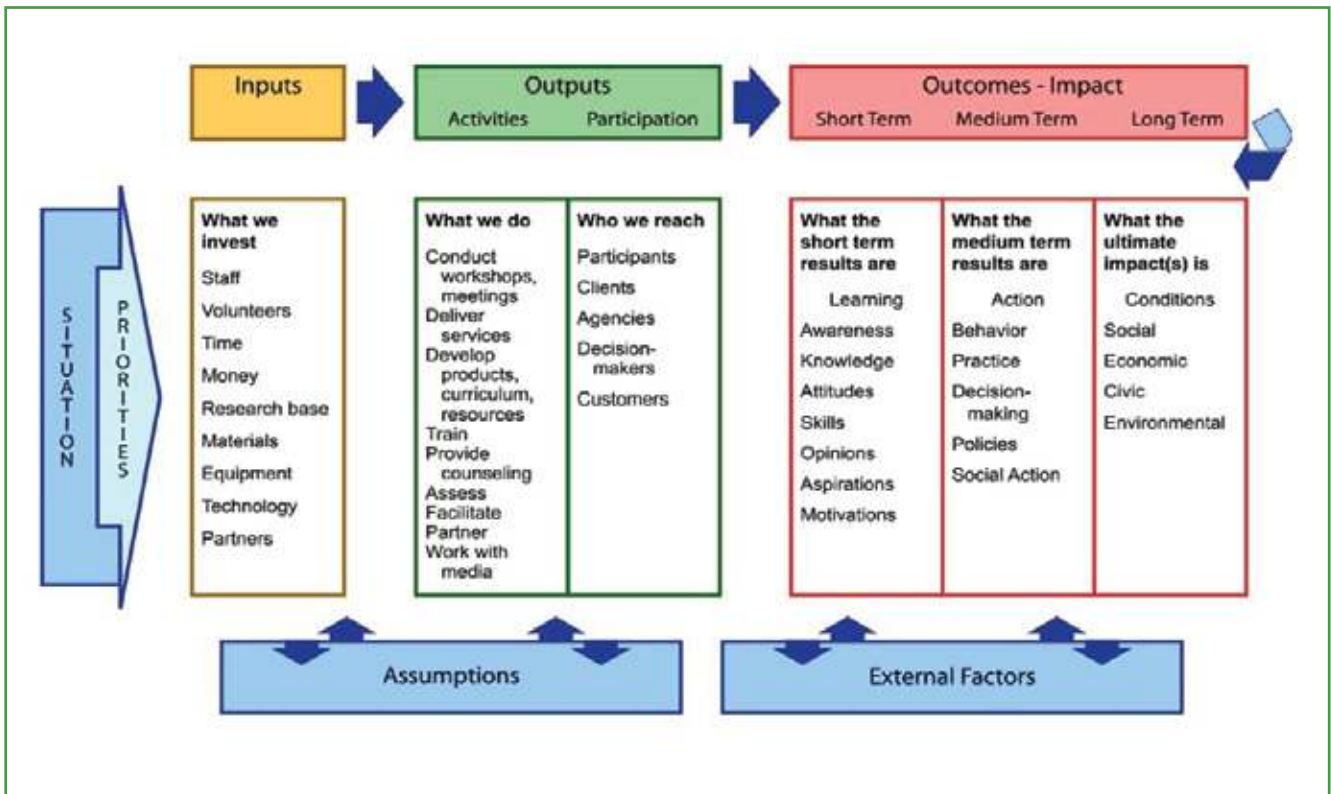 Inputs
Outputs
Activities Participation
Outcomes - Impact
Short Term Medium Term Long Term
SITUATION
PRIORITIES
What we
invest
Staff
Volunteers
Time
Money
Research base
Materials
Equipment
Technology
Partners
What we do
Conduct
workshops,
meetings
Deliver
services
Develop
products,
curriculum,
resources
Train
Provide
counseling
Assess
Facilitate
Partner
Work with
media
Who we reach
Participants
Clients
Agencies
Decision-
makers
Customers
What the
short term
results are
Learning
Awareness
Knowledge
Attitudes
Skills
Opinions
Aspirations
Motivations
What the
medium term
results are
Action
Behavior
Practice
Decision-
making
Policies
Social Action
What the
ultimate
impact(s) is
Conditions
Social
Economic
Civic
Environmental
Assumptions
External Factors